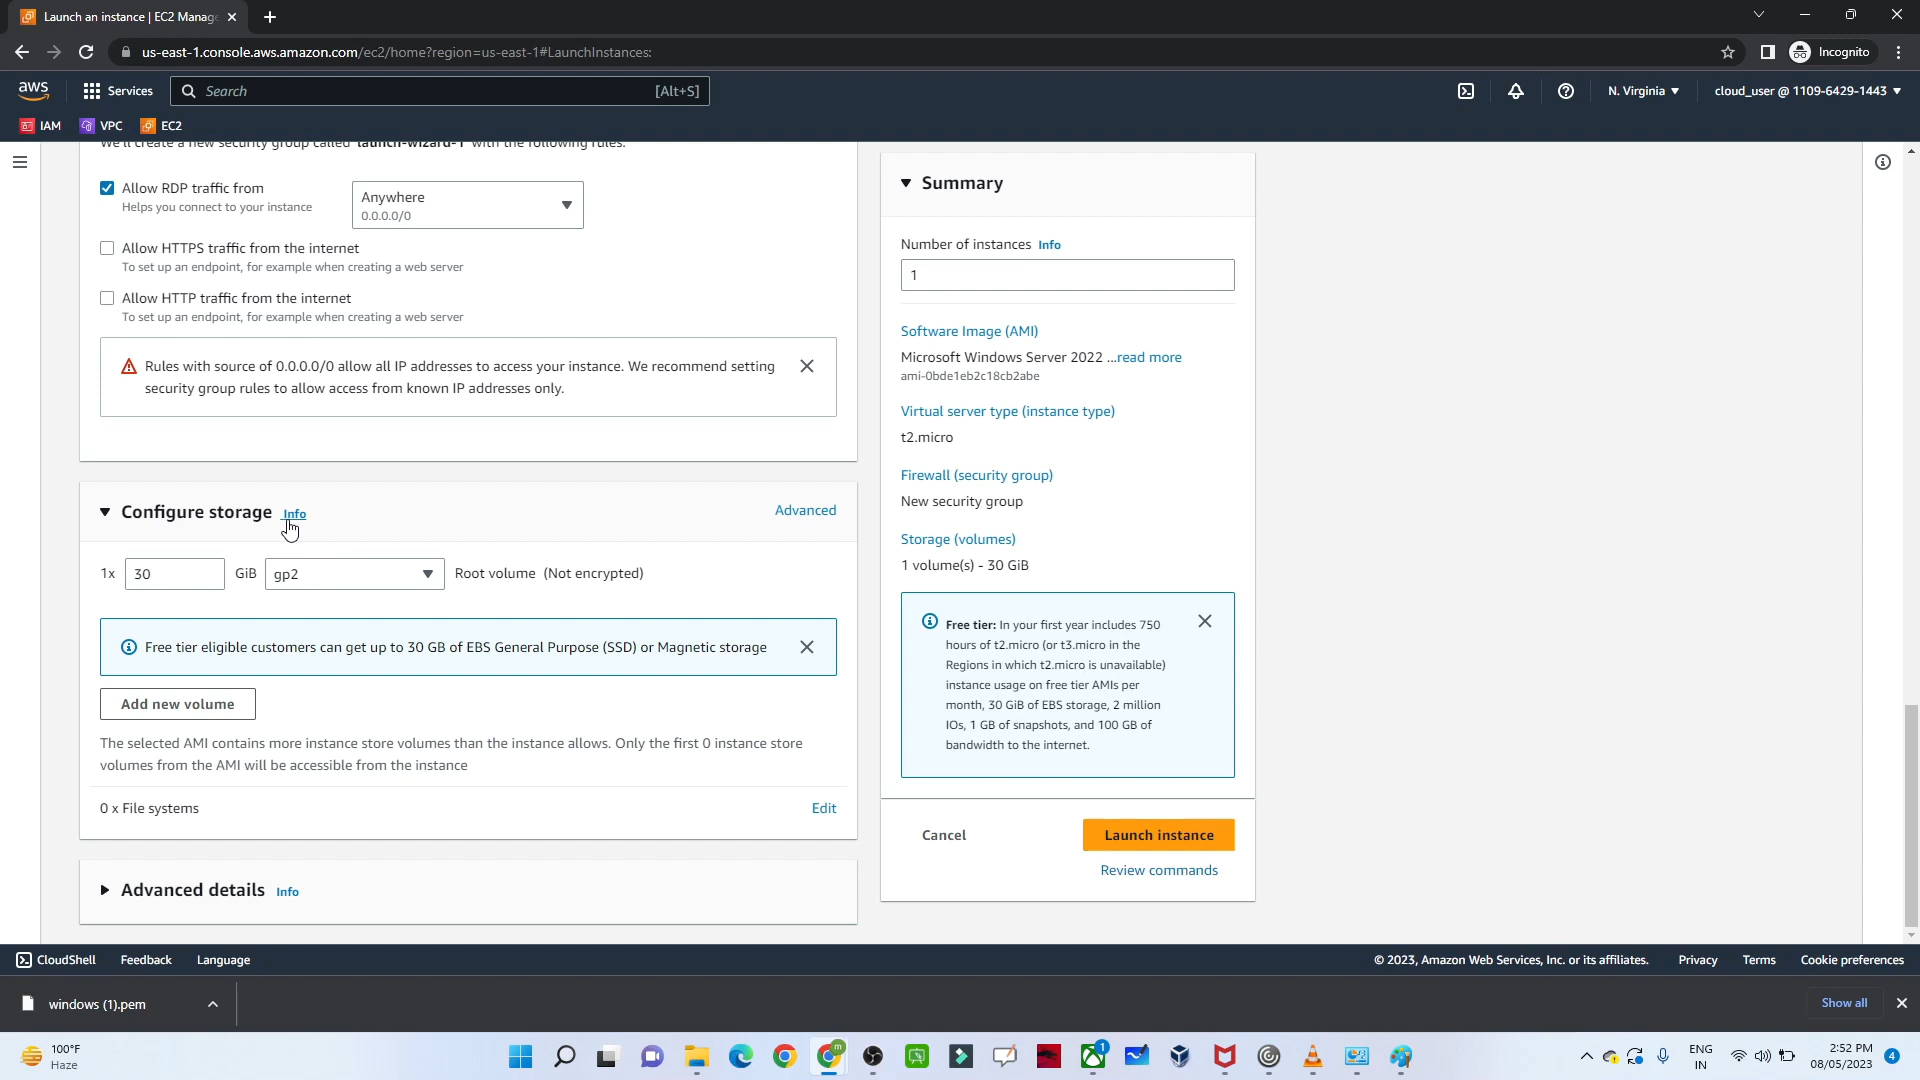 Launch an instance | EC2 Manag
us-east-1.console.aws.amazon.com/ec2/home?region=us-east-1#LaunchInstances:
Incognito
aws
Services
Search
[Alt+S]
N. Virginia
cloud_user @ 1109-6429-1443
IAM
VPC
EC2
We'll create a new security group called 'launch-wizard-1' with the following rules.
Allow RDP traffic from
Helps you connect to your instance
Anywhere
0.0.0.0/0
Allow HTTPS traffic from the internet
To set up an endpoint, for example when creating a web server
Allow HTTP traffic from the internet
To set up an endpoint, for example when creating a web server
Rules with source of 0.0.0.0/0 allow all IP addresses to access your instance. We recommend setting
security group rules to allow access from known IP addresses only.
Configure storage Info
Advanced
1x 30 GiB gp2 Root volume (Not encrypted)
Free tier eligible customers can get up to 30 GB of EBS General Purpose (SSD) or Magnetic storage
Add new volume
The selected AMI contains more instance store volumes than the instance allows. Only the first 0 instance store
volumes from the AMI will be accessible from the instance
0 x File systems
Edit
Advanced details Info
Summary
Number of instances Info
1
Software Image (AMI)
Microsoft Windows Server 2022 ...read more
ami-0bde1eb2c18cb2abe
Virtual server type (instance type)
t2.micro
Firewall (security group)
New security group
Storage (volumes)
1 volume(s) - 30 GiB
Free tier: In your first year includes 750
hours of t2.micro (or t3.micro in the
Regions in which t2.micro is unavailable)
instance usage on free tier AMIs per
month, 30 GiB of EBS storage, 2 million
IOs, 1 GB of snapshots, and 100 GB of
bandwidth to the internet.
Cancel
Launch instance
Review commands
CloudShell
Feedback
Language
© 2023, Amazon Web Services, Inc. or its affiliates.
Privacy
Terms
Cookie preferences
windows (1).pem
Show all
100°F
Haze
m
1
ENG
IN
2:52 PM
08/05/2023
4